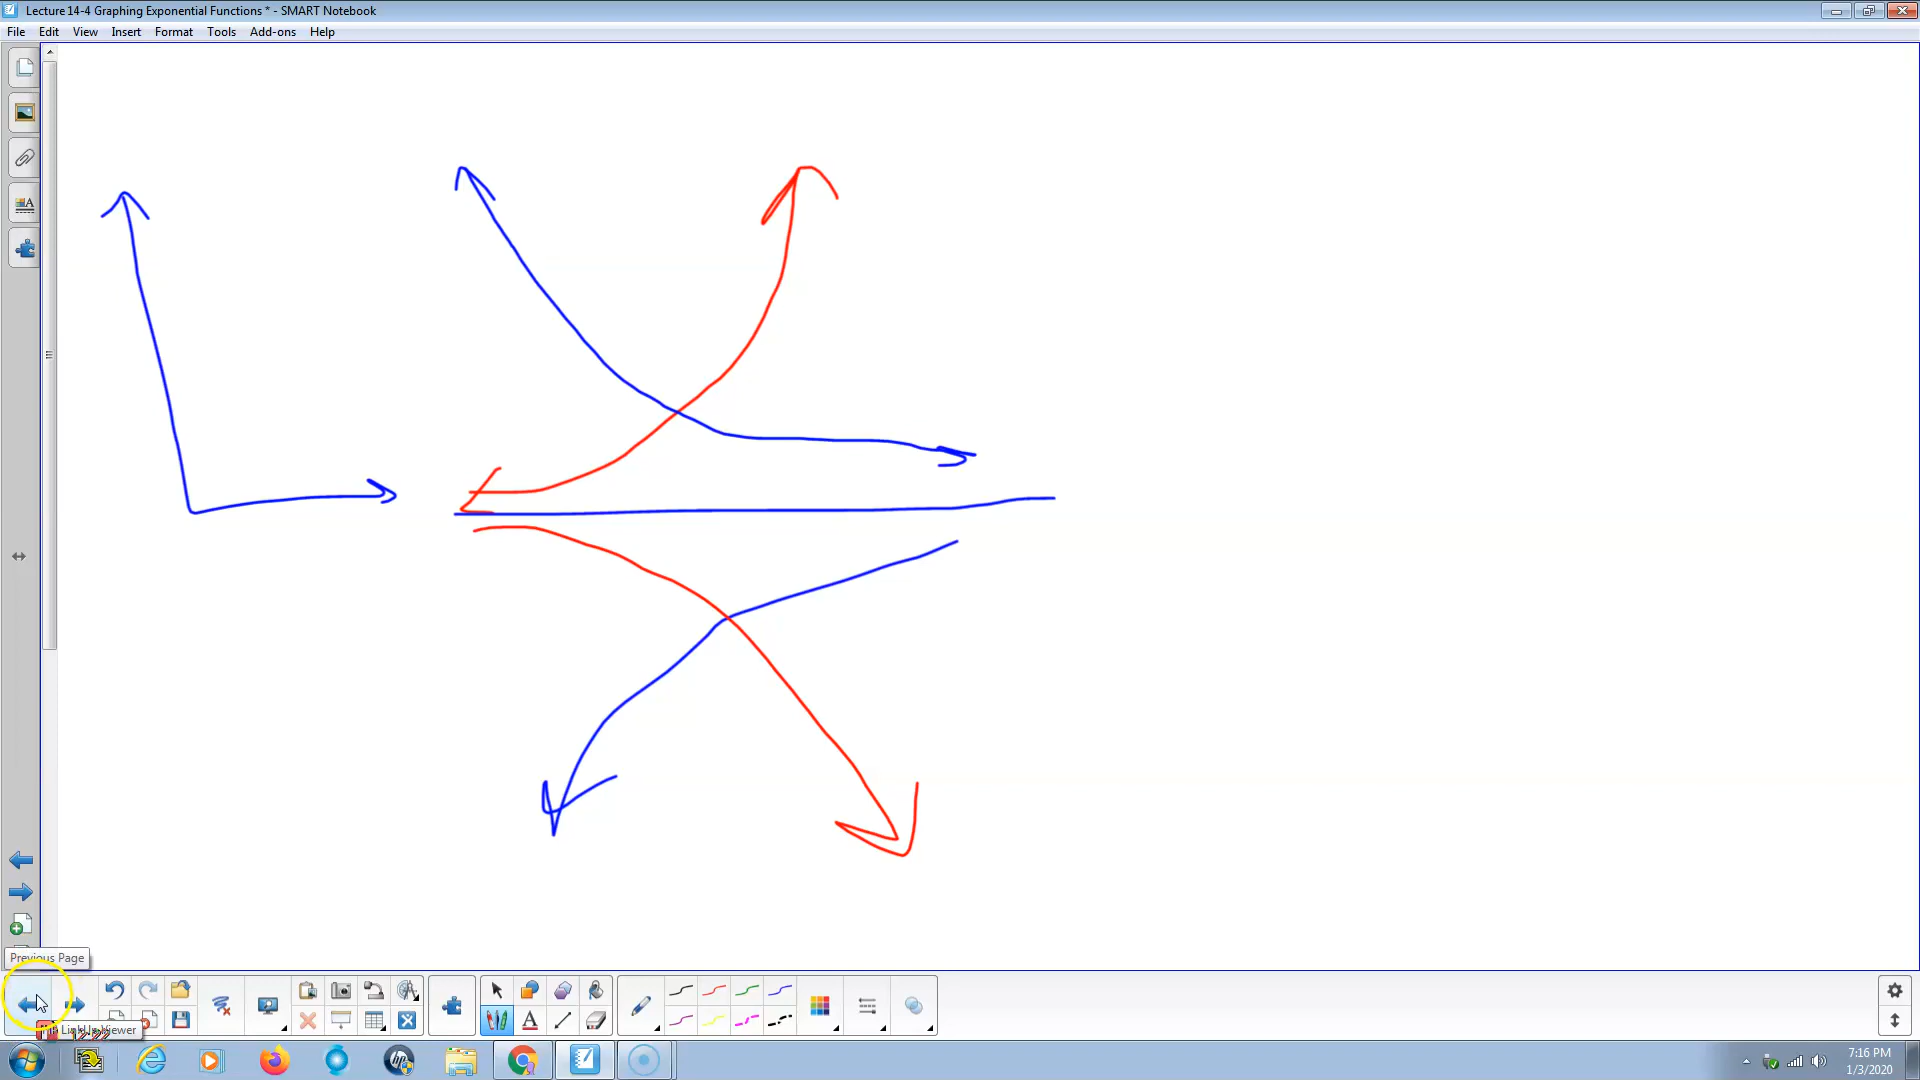 Lecture 14-4 Graphing Exponential Functions * - SMART Notebook
File Edit View Insert Format Tools Add-ons Help
Previous Page
Viewer
7:16 PM
1/3/2020